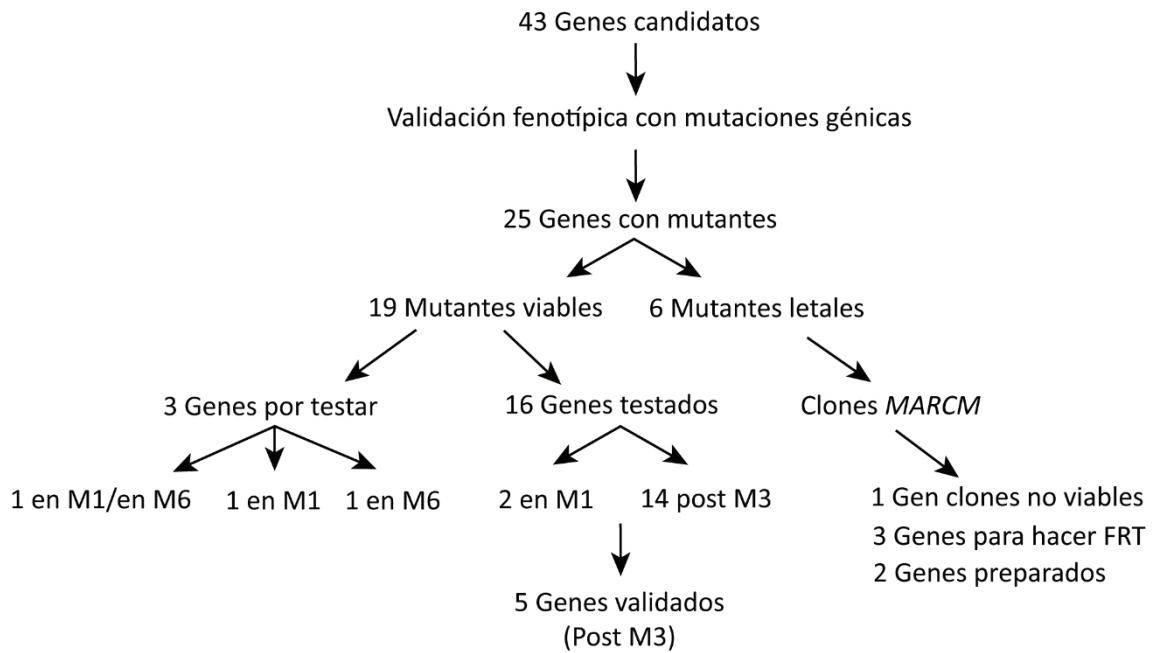 43 Genes candidatos
Validación fenotípica con mutaciones génicas
25 Genes con mutantes
19 Mutantes viables
6 Mutantes letales
3 Genes por testar
16 Genes testados
Clones MARCM
1 en M1/en M6
1 en M1
1 en M6
2 en M1
14 post M3
1 Gen clones no viables
3 Genes para hacer FRT
2 Genes preparados
5 Genes validados
(Post M3)